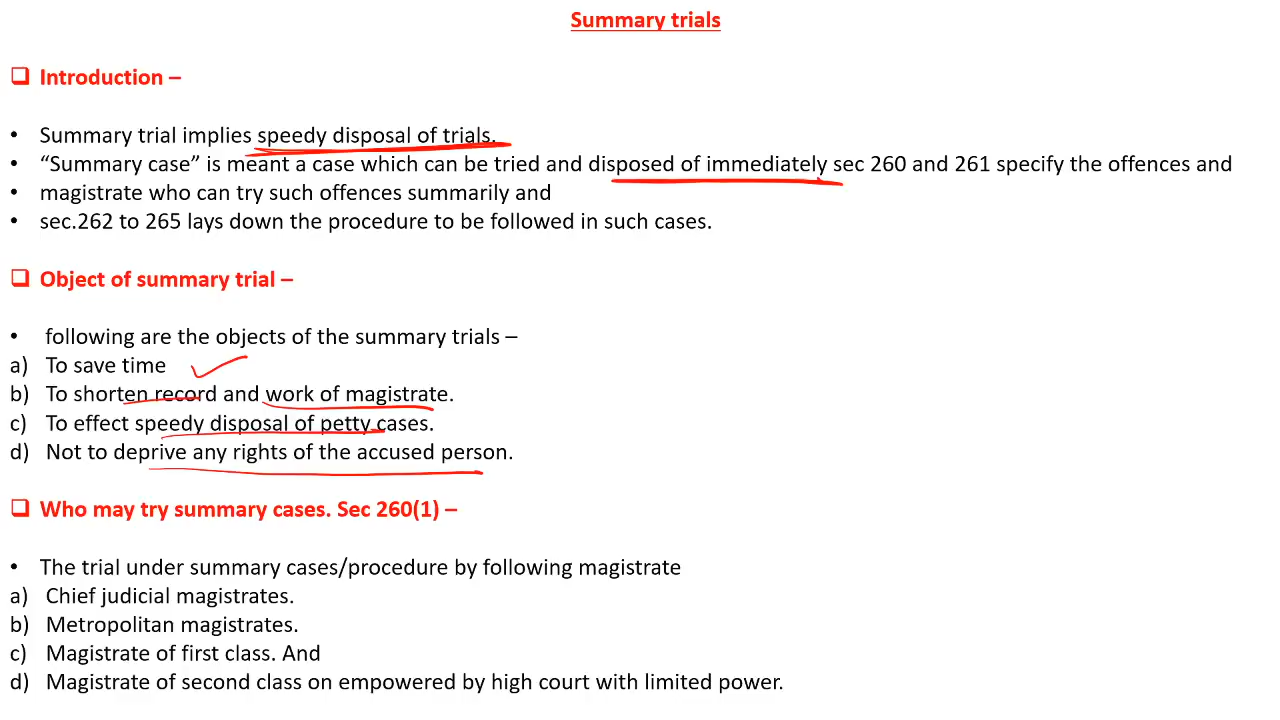 Summary trials
❑ Introduction –
• Summary trial implies speedy disposal of trials.
• “Summary case” is meant a case which can be tried and disposed of immediately sec 260 and 261 specify the offences and
• magistrate who can try such offences summarily and
• sec.262 to 265 lays down the procedure to be followed in such cases.
❑ Object of summary trial –
• following are the objects of the summary trials –
a) To save time
b) To shorten record and work of magistrate.
c) To effect speedy disposal of petty cases.
d) Not to deprive any rights of the accused person.
❑ Who may try summary cases. Sec 260(1) –
• The trial under summary cases/procedure by following magistrate
a) Chief judicial magistrates.
b) Metropolitan magistrates.
c) Magistrate of first class. And
d) Magistrate of second class on empowered by high court with limited power.